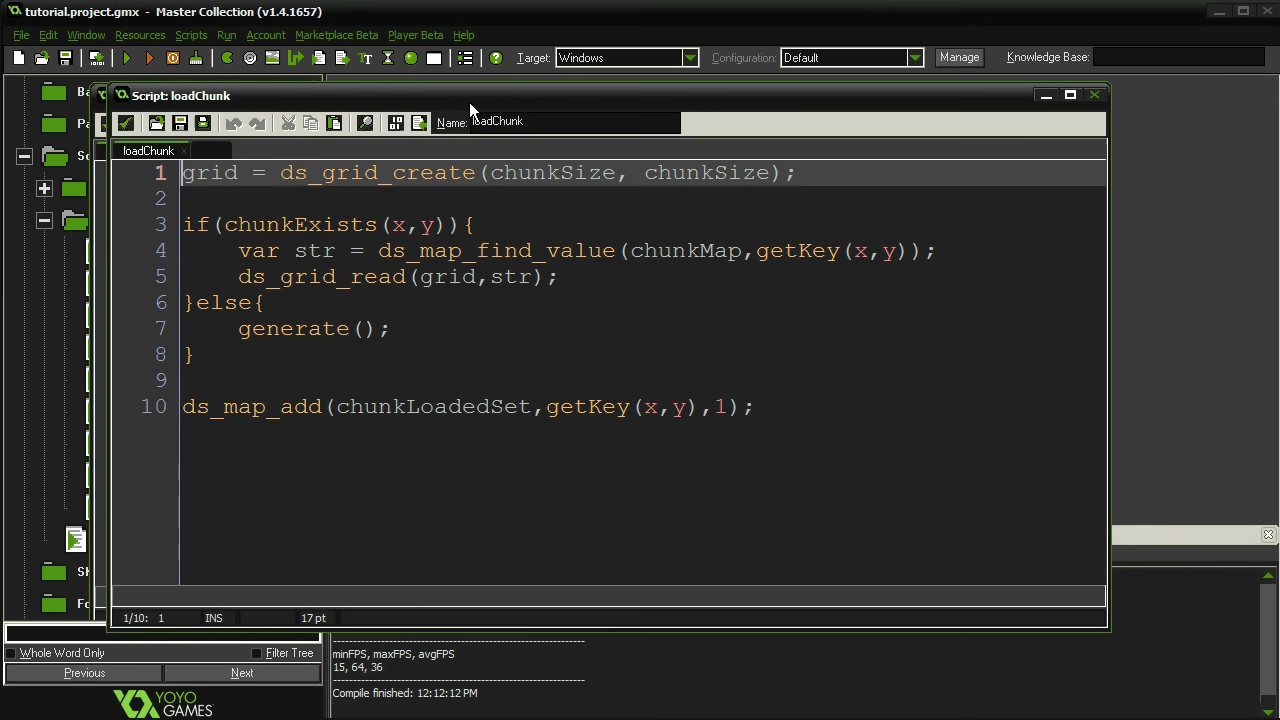 tutorial.project.gmx - Master Collection (v1.4.1657)
File Edit Window Resources Scripts Run Account Marketplace Beta Player Beta Help
Target: Windows Configuration: Default Manage Knowledge Base:
Script: loadChunk
Name: loadChunk
loadChunk
1 grid = ds_grid_create(chunkSize, chunkSize);
2
3 if(chunkExists(x,y)){
4 var str = ds_map_find_value(chunkMap,getKey(x,y));
5 ds_grid_read(grid,str);
6 }else{
7 generate();
8 }
9
10 ds_map_add(chunkLoadedSet,getKey(x,y),1);
1/10: 1 INS 17 pt
Whole Word Only Filter Tree
Previous Next
YOYO
GAMES
minFPS, maxFPS, avgFPS
15, 64, 36
Compile finished: 12:12:12 PM